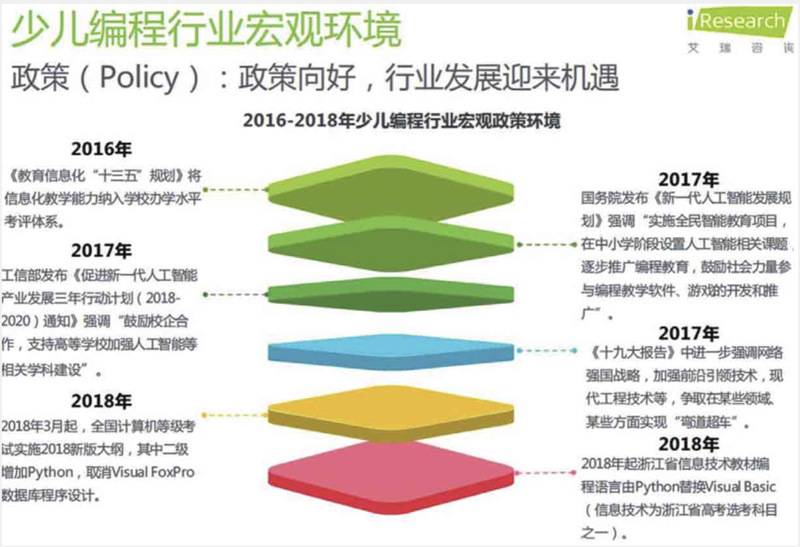 少儿编程行业宏观环境
iResearch
艾瑞咨询
政策(Policy):政策向好,行业发展迎来机遇
2016-2018年少儿编程行业宏观政策环境
2016年
《教育信息化“十三五”规划》将
信息化教学能力纳入学校办学水平
考评体系。
2017年
国务院发布《新一代人工智能发展规
划》强调“实施全民智能教育项目,
在中小学阶段设置人工智能相关课题,
逐步推广编程教育,鼓励社会力量参
与编程教学软件、游戏的开发和推
广”。
2017年
工信部发布《促进新一代人工智能
产业发展三年行动计划(2018-
2020)通知》强调“鼓励校企合
作,支持高等学校加强人工智能等
相关学科建设”。
2017年
《十九大报告》中进一步强调网络
强国战略,加强前沿引领技术,现
代工程技术等,争取在某些领域、
某些方面实现“弯道超车”。
2018年
2018年3月起,全国计算机等级考
试实施2018新版大纲,其中二级
增加Python,取消Visual FoxPro
数据库程序设计。
2018年
2018年起浙江省信息技术教材编
程语言由Python替换Visual Basic
(信息技术为浙江省高考选考科目
之一)。